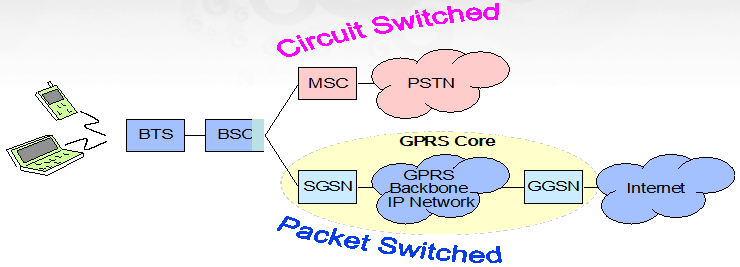 Circuit Switched
MSC
PSTN
BTS
BSC
GPRS Core
SGSN
GPRS
Backbone
IP Network
GGSN
Internet
Packet Switched